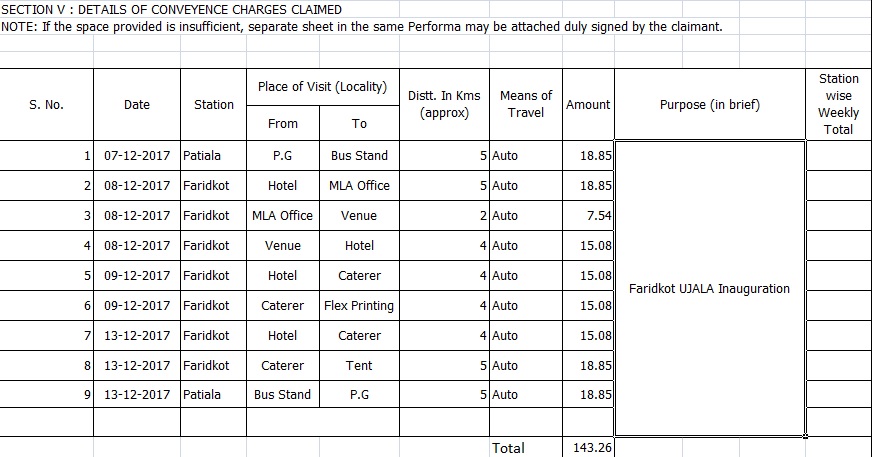 SECTION V : DETAILS OF CONVEYENCE CHARGES CLAIMED
NOTE: If the space provided is insufficient, separate sheet in the same Performa may be attached duly signed by the claimant.
S. No. Date Station Place of Visit (Locality) Distt. In Kms (approx) Means of Travel Amount Purpose (in brief) Station wise Weekly Total
From To
1 07-12-2017 Patiala P.G Bus Stand 5 Auto 18.85
2 08-12-2017 Faridkot Hotel MLA Office 5 Auto 18.85
3 08-12-2017 Faridkot MLA Office Venue 2 Auto 7.54
4 08-12-2017 Faridkot Venue Hotel 4 Auto 15.08
5 09-12-2017 Faridkot Hotel Caterer 4 Auto 15.08
Faridkot UJALA Inauguration
6 09-12-2017 Faridkot Caterer Flex Printing 4 Auto 15.08
7 13-12-2017 Faridkot Hotel Caterer 4 Auto 15.08
8 13-12-2017 Faridkot Caterer Tent 5 Auto 18.85
9 13-12-2017 Patiala Bus Stand P.G 5 Auto 18.85
Total 143.26